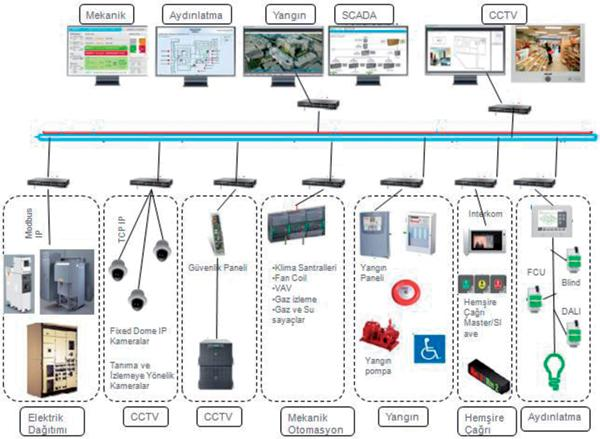 Mekanik
Aydınlatma
Yangın
SCADA
CCTV
Modbus
IP
TCP IP
Fixed Dome IP
Kameralar
Tanıma ve
İzlemeye Yönelik
Kameralar
Güvenlik Paneli
•Klima Santralleri
•Fan Coil
•VAV
•Gaz izleme
•Gaz ve Su
sayaçlar
Yangın
Paneli
Yangın
pompa
Interkom
Hemşire
Çağrı
Master/Sl
ave
FCU
Blind
DALI
Elektrik
Dağıtımı
CCTV
CCTV
Mekanik
Otomasyon
Yangın
Hemşire
Çağrı
Aydınlatma